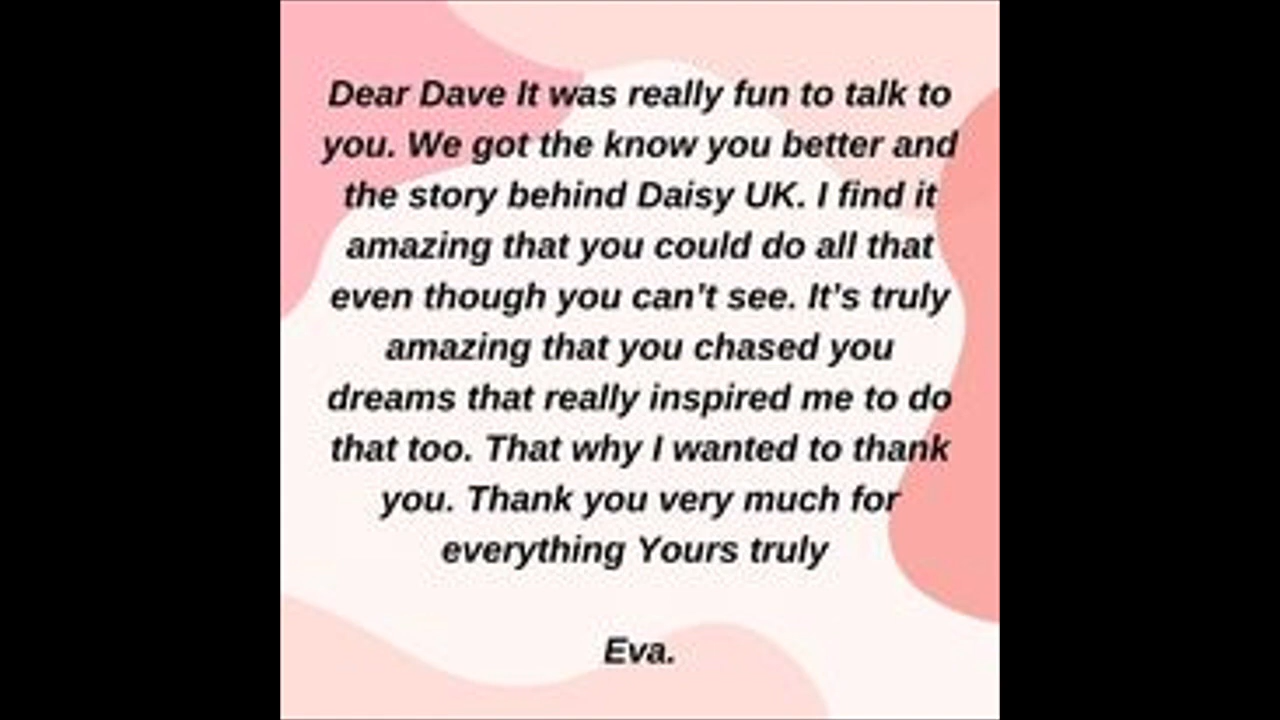 Dear Dave It was really fun to talk to
you. We got the know you better and
the story behind Daisy UK. I find it
amazing that you could do all that
even though you can't see. It's truly
amazing that you chased you
dreams that really inspired me to do
that too. That why I wanted to thank
you. Thank you very much for
everything Yours truly
Eva.